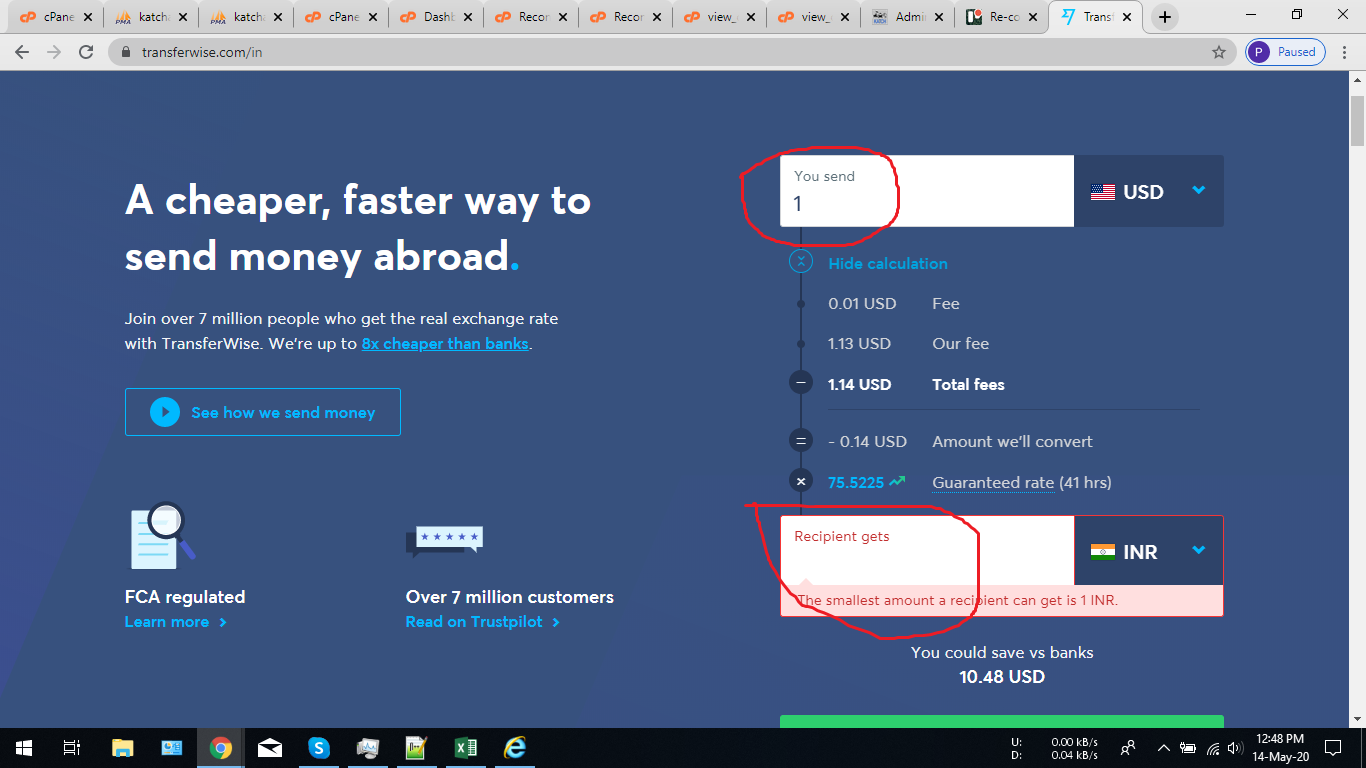 cPane
katcha
katcha
cPane
Dashb
Recor
Recor
view_
view_
Admi
Re-co
Transf
transferwise.com/in
P
Paused
A cheaper, faster way to
send money abroad.
Join over 7 million people who get the real exchange rate
with TransferWise. We're up to 8x cheaper than banks.
See how we send money
FCA regulated
Learn more
Over 7 million customers
Read on Trustpilot
You send
1
USD
Hide calculation
0.01 USD Fee
1.13 USD Our fee
1.14 USD Total fees
- 0.14 USD Amount we'll convert
75.5225 Guaranteed rate (41 hrs)
Recipient gets
INR
The smallest amount a recipient can get is 1 INR.
You could save vs banks
10.48 USD
U: 0.00 kB/s
D: 0.04 kB/s
12:48 PM
14-May-20